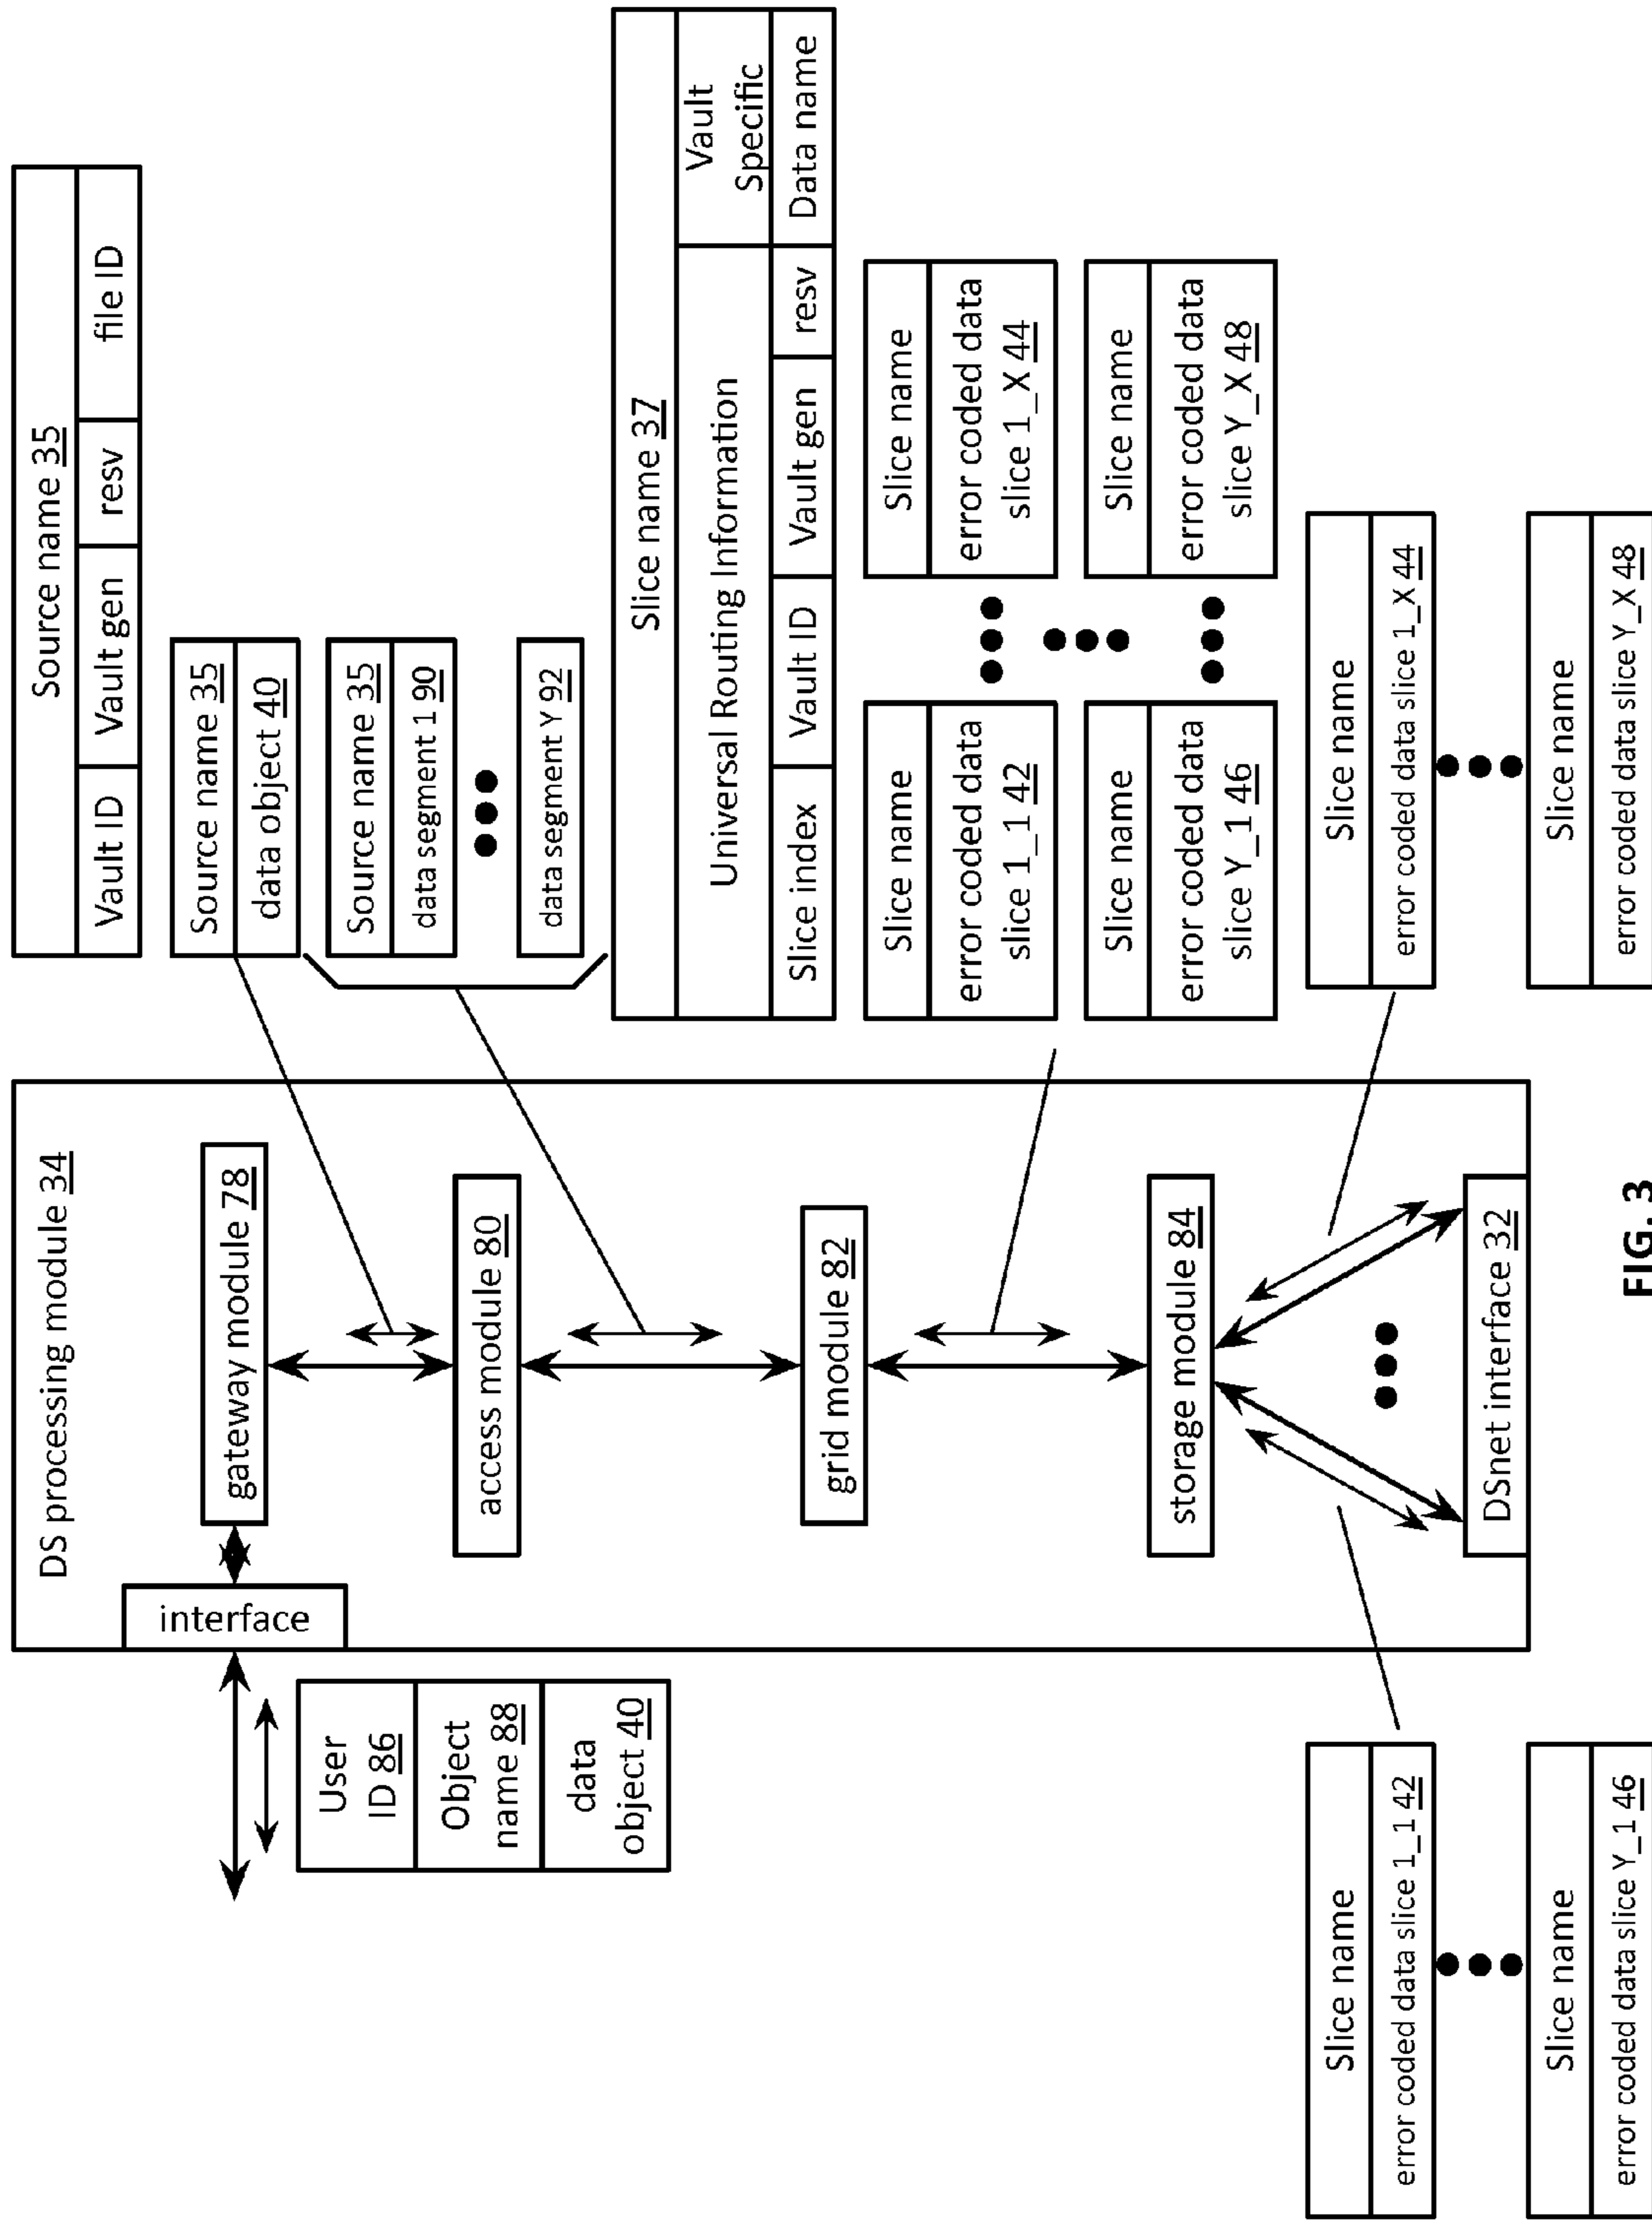 DS processing module 34
interface
gateway module 78
access module 80
grid module 82
storage module 84
DSnet interface 32
User
ID 86
Object
name 88
data
object 40
Source name 35
Vault ID
Vault gen
resv
file ID
Source name 35
data object 40
Source name 35
data segment 1 90
data segment Y 92
Slice name 37
Universal Routing Information
Vault
Specific
Slice index
Vault ID
Vault gen
resv
Data name
Slice name
error coded data
slice 1_1 42
Slice name
error coded data
slice 1_X 44
Slice name
error coded data
slice Y_1 46
Slice name
error coded data
slice Y_X 48
Slice name
error coded data slice 1_1 42
Slice name
error coded data slice Y_1 46
Slice name
error coded data slice 1_X 44
Slice name
error coded data slice Y_X 48
FIG. 3